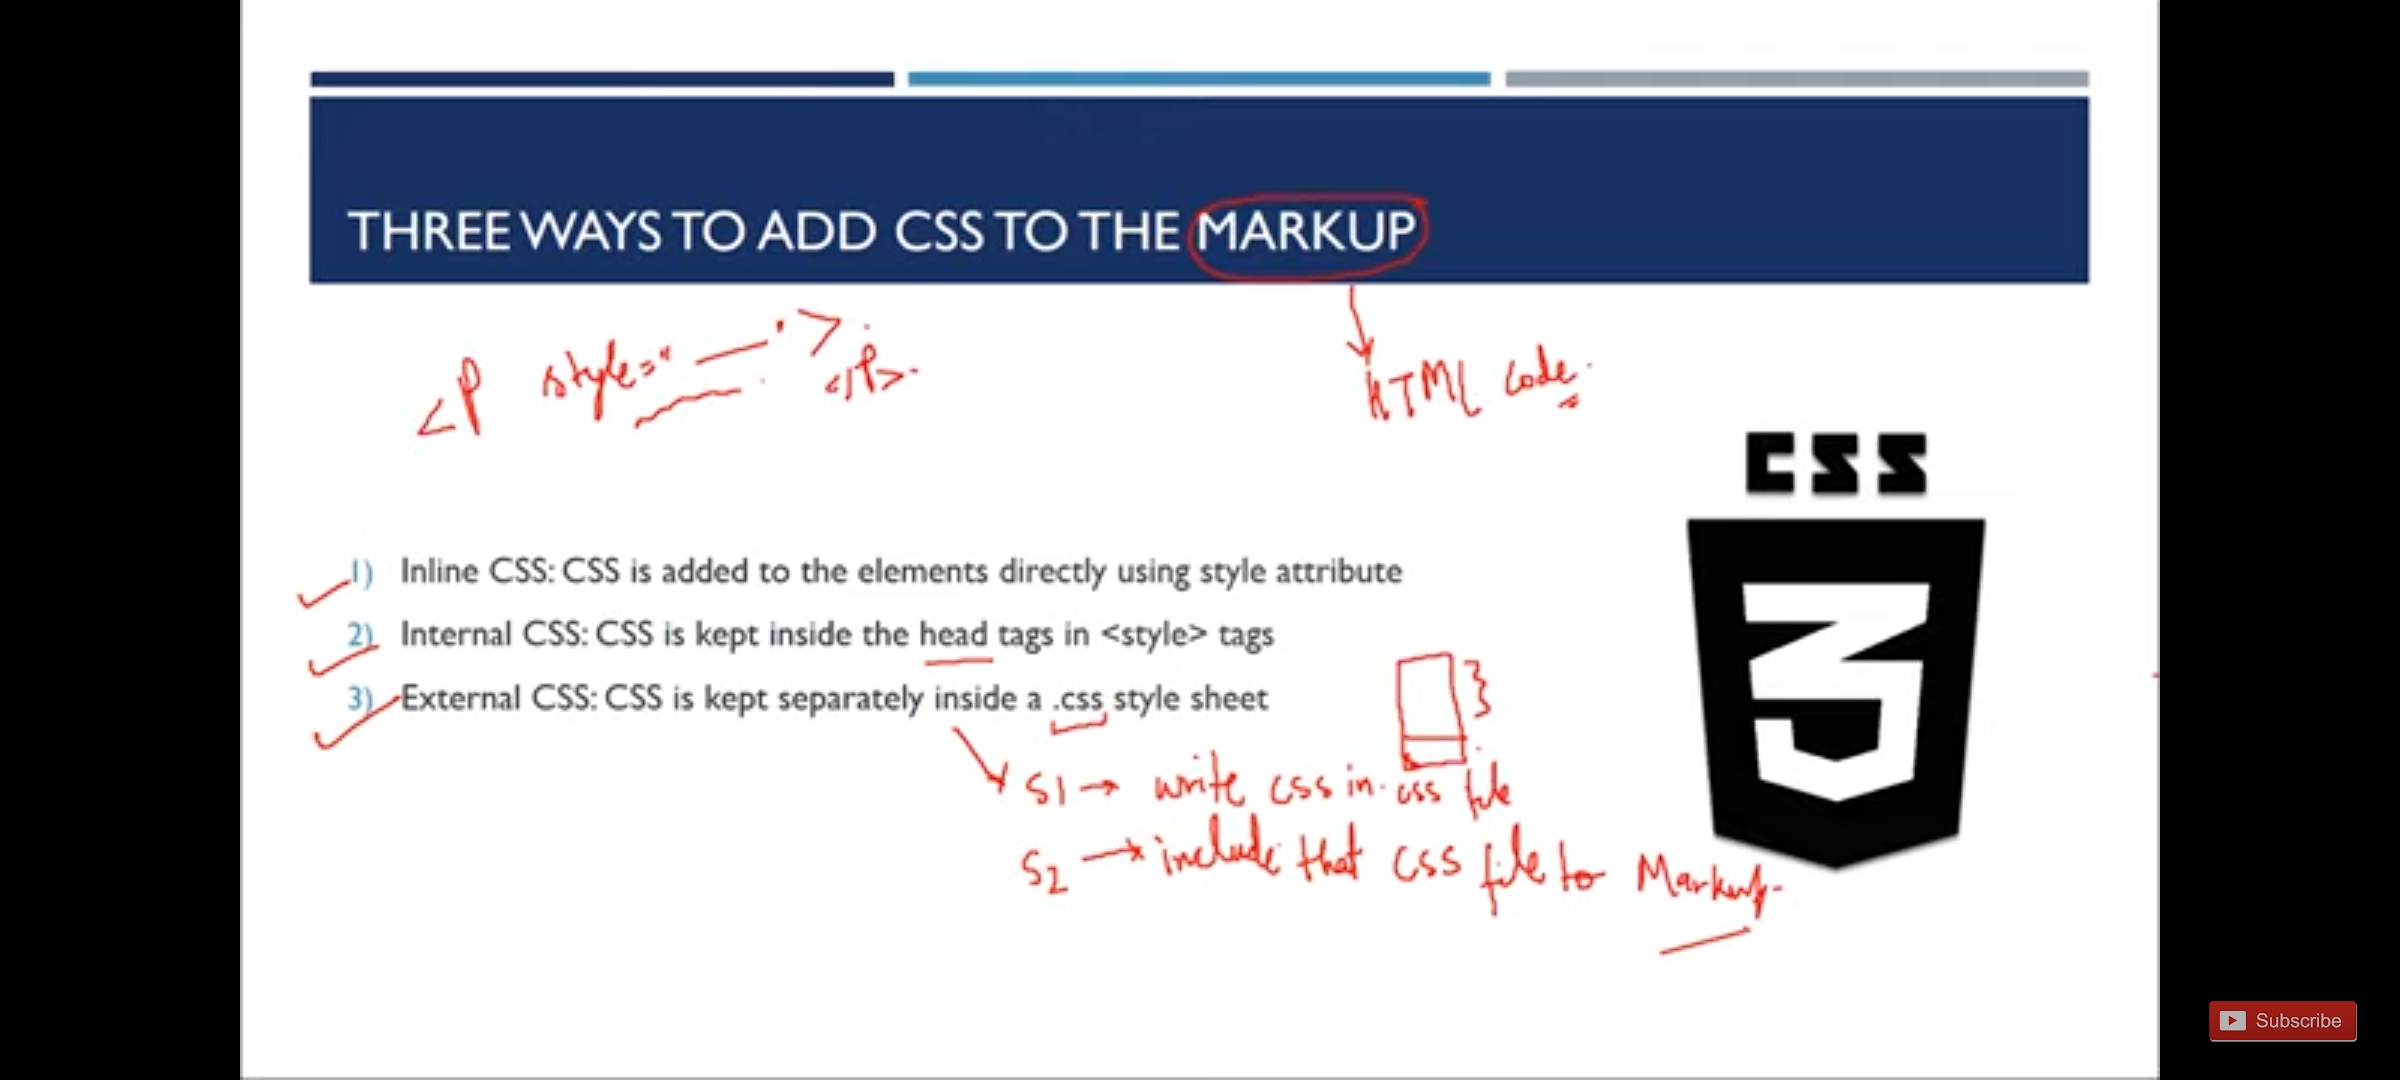 THREE WAYS TO ADD CSS TO THE MARKUP
<P style=" "> </P>.
HTML code.
CSS
3
1) Inline CSS: CSS is added to the elements directly using style attribute
2) Internal CSS: CSS is kept inside the head tags in <style> tags
3) External CSS: CSS is kept separately inside a .css style sheet
S1 → write css in .css file
S2 → include that CSS file to Markup
Subscribe